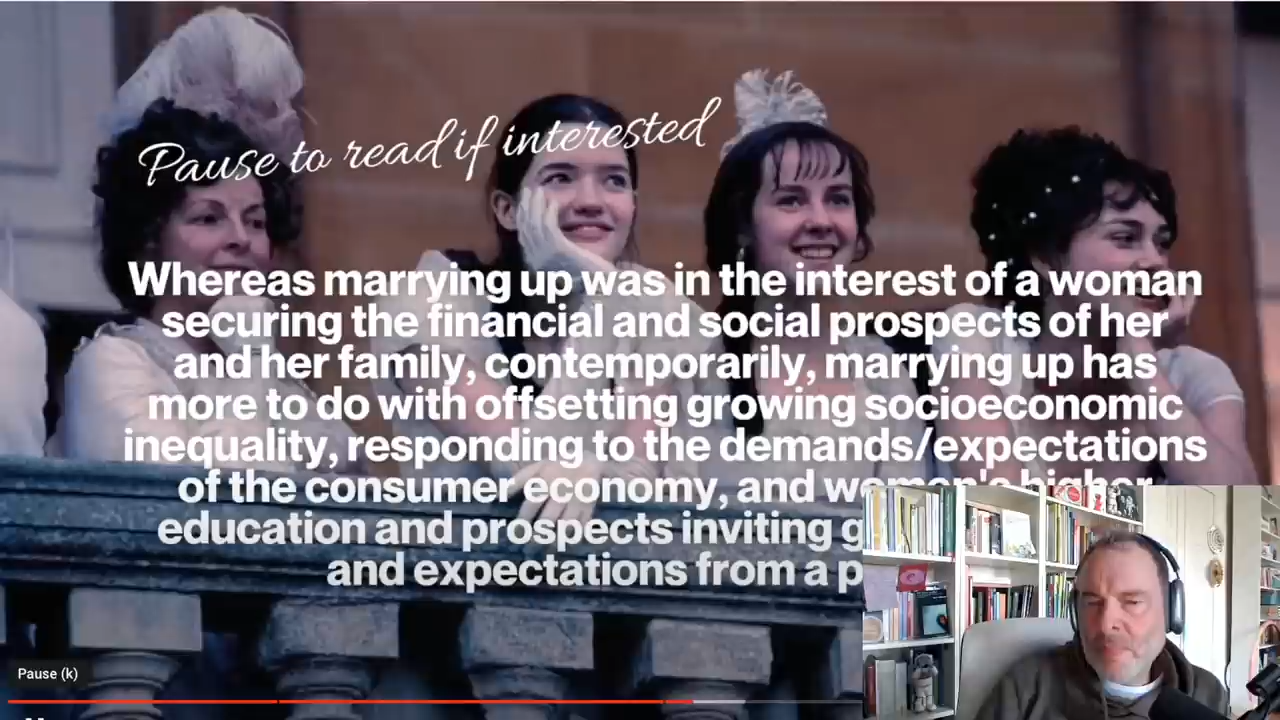 Pause to read if interested
Whereas marrying up was in the interest of a woman
securing the financial and social prospects of her
and her family, contemporarily, marrying up has
more to do with offsetting growing socioeconomic
inequality, responding to the demands/expectations
of the consumer economy, and women's higher
education and prospects inviting g
and expectations from a p
Pause (k)